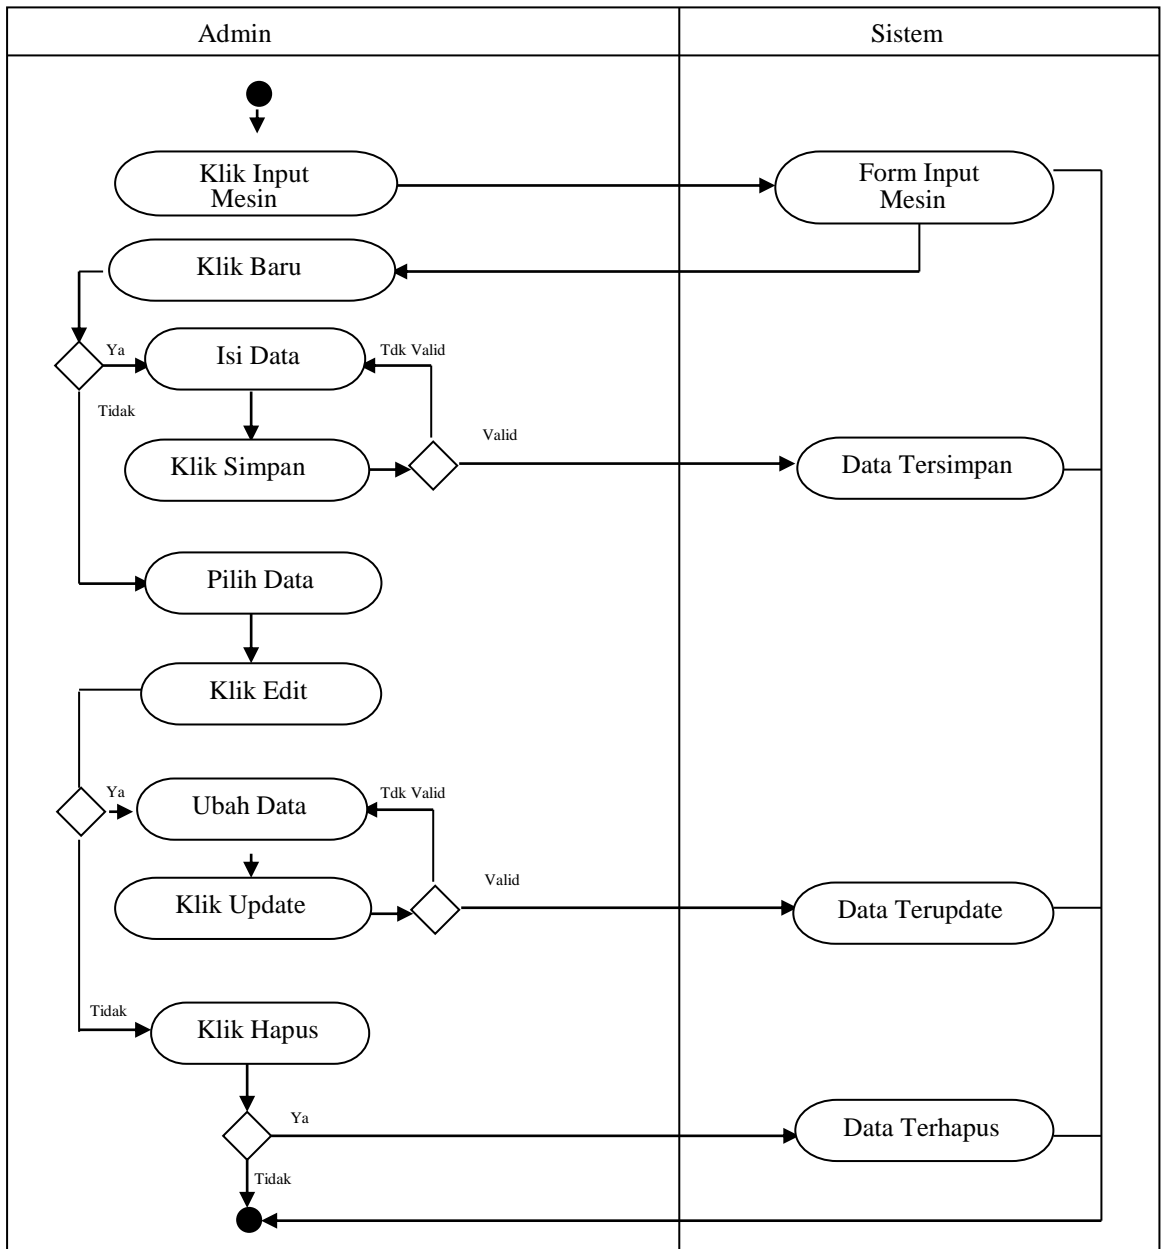 Admin
Sistem
Klik Input
Mesin
Form Input
Mesin
Klik Baru
Ya
Isi Data
Tdk Valid
Tidak
Klik Simpan
Valid
Data Tersimpan
Pilih Data
Klik Edit
Ya
Ubah Data
Tdk Valid
Klik Update
Valid
Data Terupdate
Tidak
Klik Hapus
Ya
Data Terhapus
Tidak